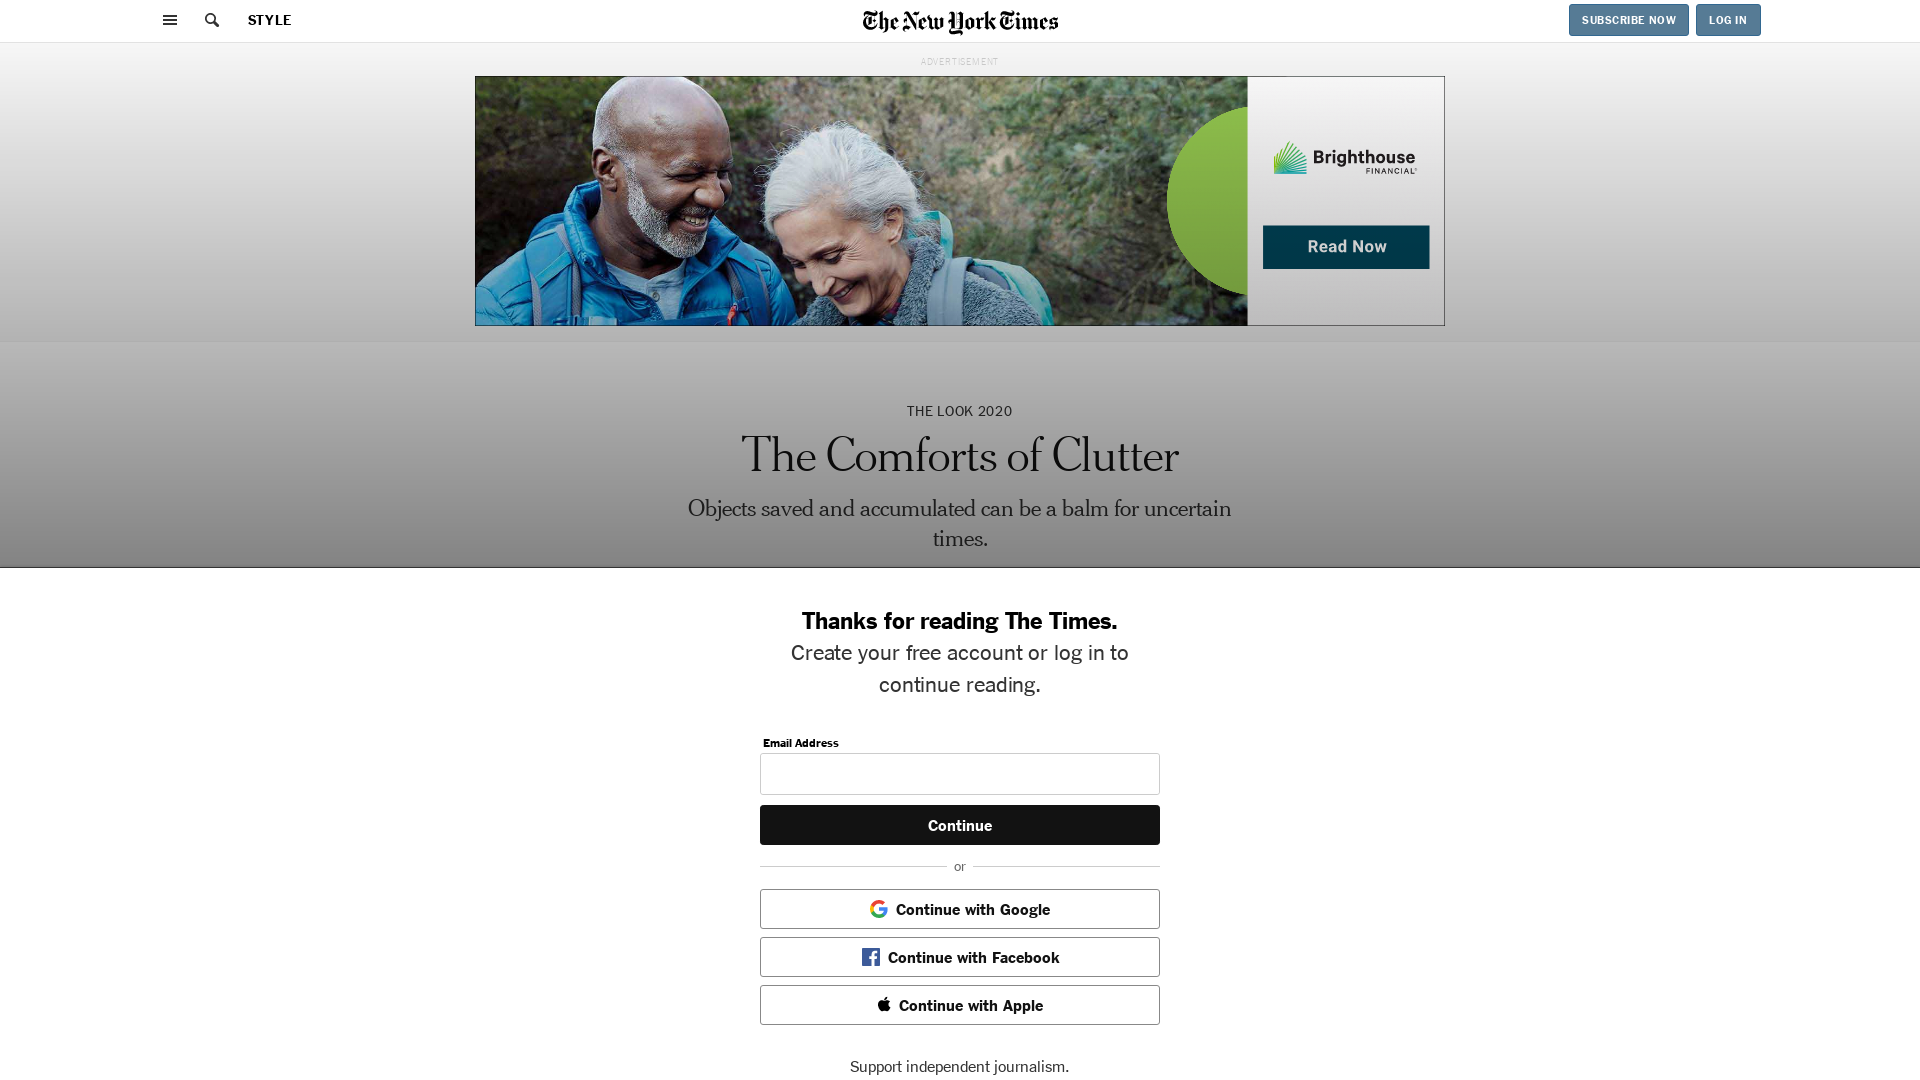 STYLE
The New York Times
SUBSCRIBE NOW
LOG IN
ADVERTISEMENT
Brighthouse
FINANCIAL
Read Now
THE LOOK 2020
The Comforts of Clutter
Objects saved and accumulated can be a balm for uncertain
times.
Thanks for reading The Times.
Create your free account or log in to
continue reading.
Email Address
Continue
or
Continue with Google
Continue with Facebook
Continue with Apple
Support independent journalism.